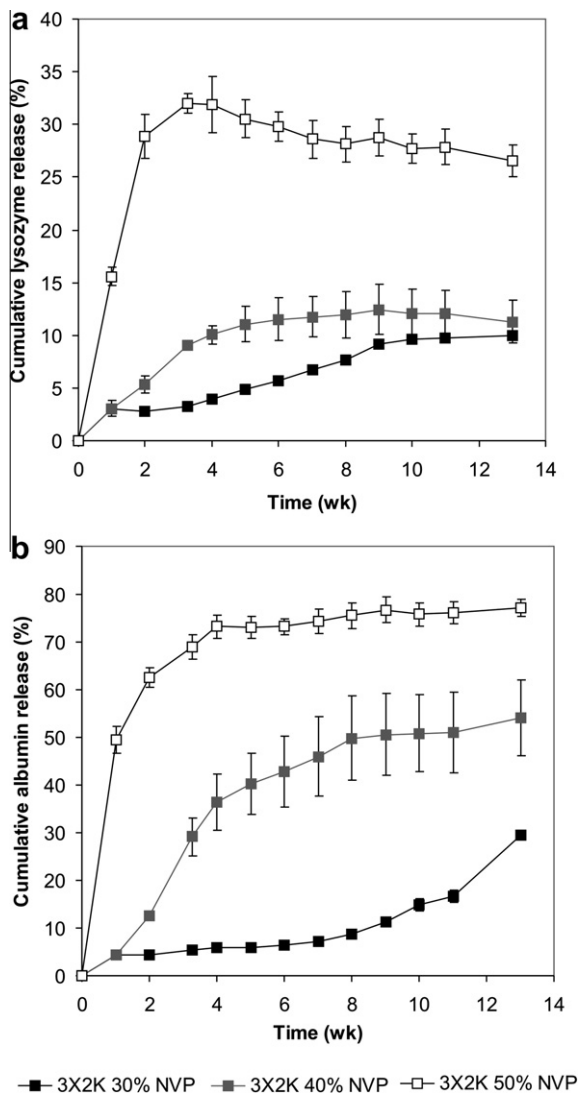 a
Cumulative lysozyme release (%)
40
35
30
25
20
15
10
5
0
0 2 4 6 8 10 12 14
Time (wk)
b
Cumulative albumin release (%)
90
80
70
60
50
40
30
20
10
0
0 2 4 6 8 10 12 14
Time (wk)
3X2K 30% NVP 3X2K 40% NVP 3X2K 50% NVP